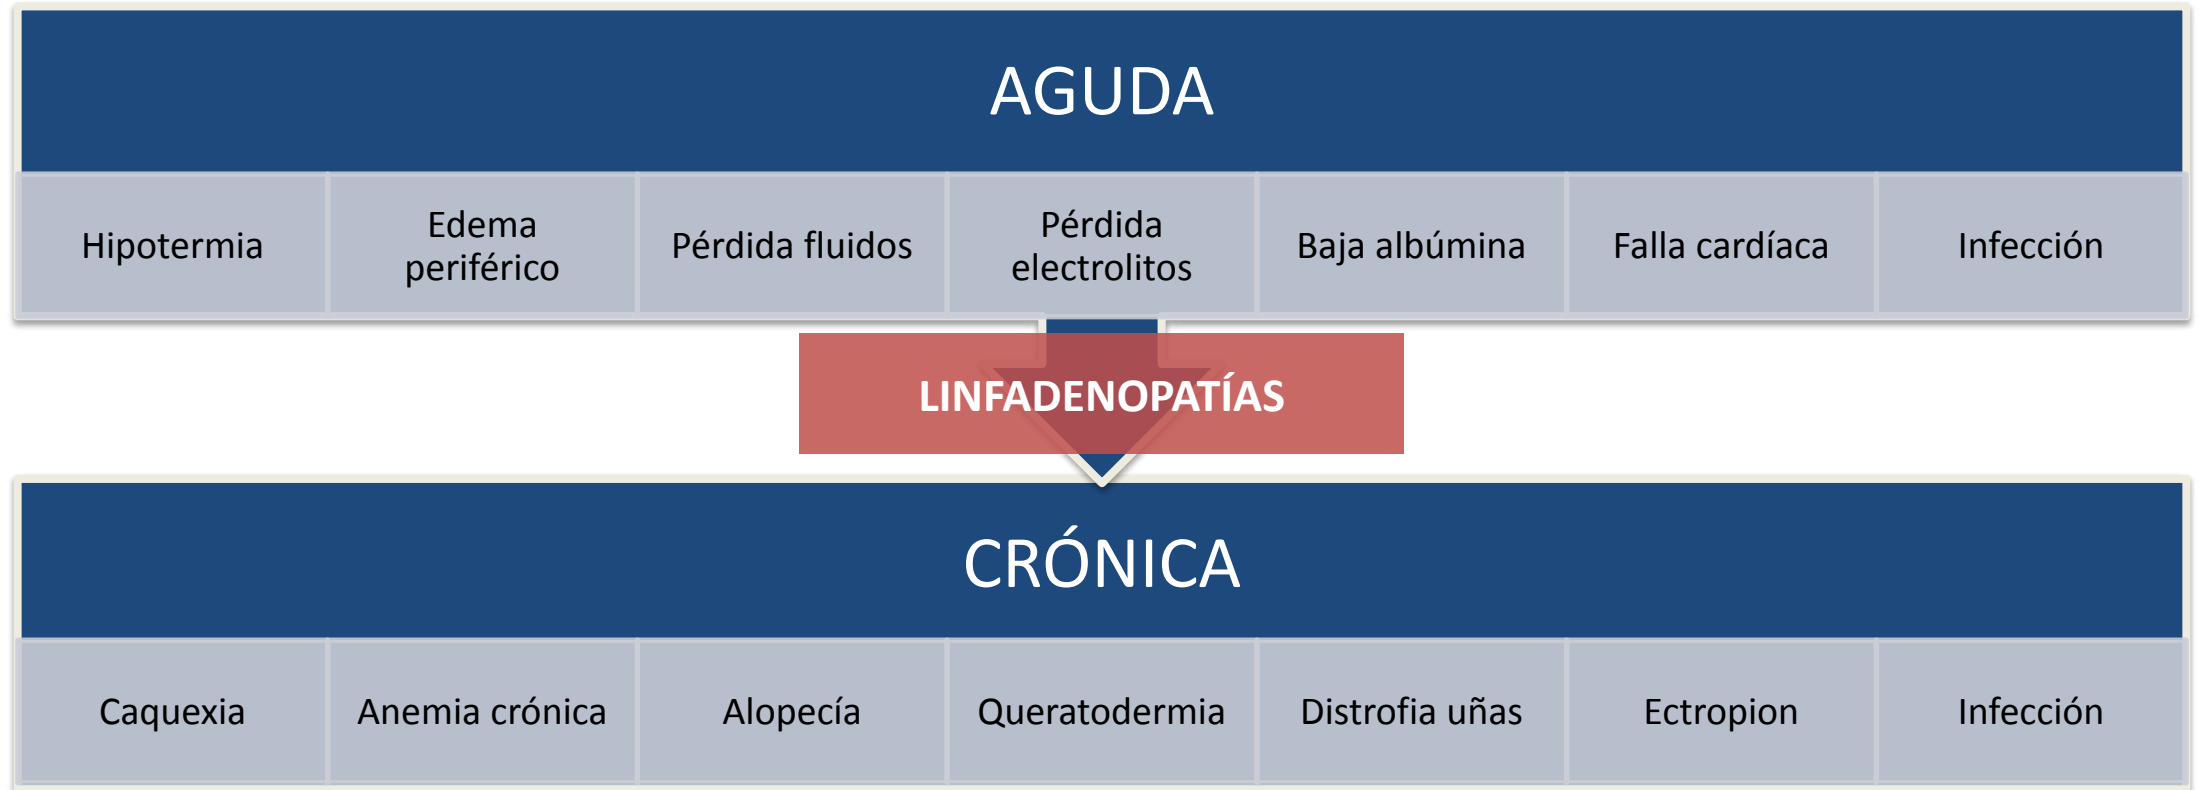 AGUDA
Hipotermia
Edema
periférico
Pérdida fluidos
Pérdida
electrolitos
Baja albúmina
Falla cardíaca
Infección
LINFADENOPATÍAS
CRÓNICA
Caquexia
Anemia crónica
Alopecía
Queratodermia
Distrofia uñas
Ectropion
Infección